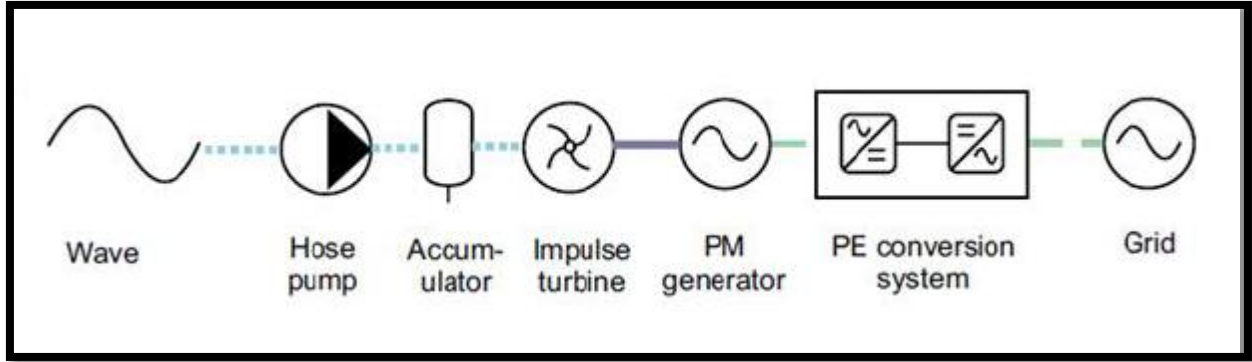 Wave
Hose
pump
Accum-
ulator
Impulse
turbine
PM
generator
PE conversion
system
Grid